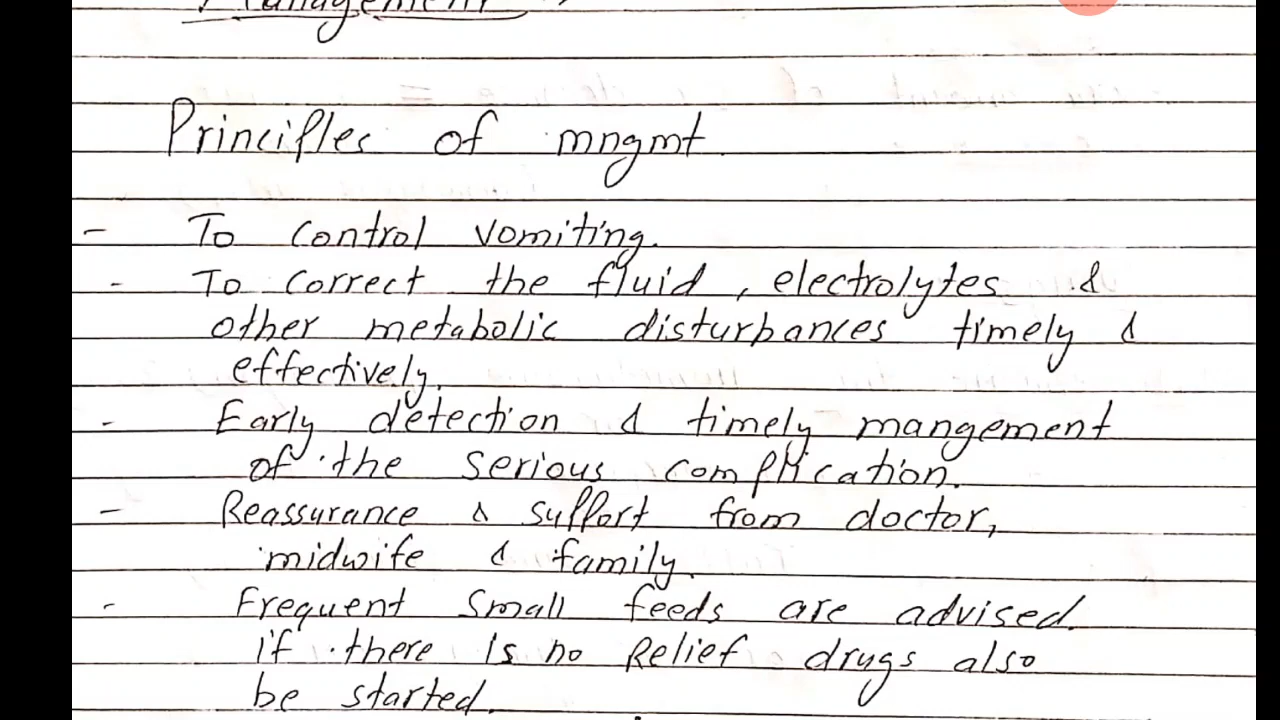 Management
Principles of mngmt
- To control vomiting.
- To correct the fluid, electrolytes &
other metabolic disturbances timely &
effectively.
- Early detection & timely mangement
of the serious complication.
- Reassurance & support from doctor,
midwife & family.
- Frequent small feeds are advised.
if there is no Relief drugs also
be started.